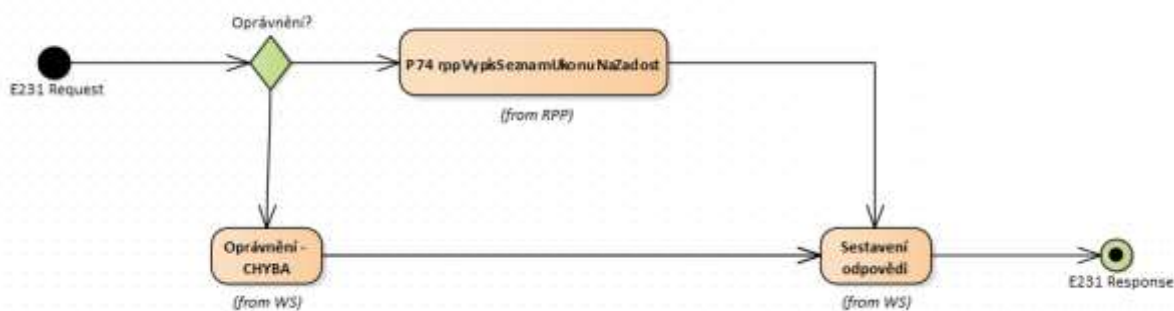 Oprávnění?
E231 Request
P74 rppVypisSeznamUkonuNaZadost
(from RPP)
Oprávnění -
CHYBA
(from WS)
Sestavení
odpovědi
(from WS)
E231 Response